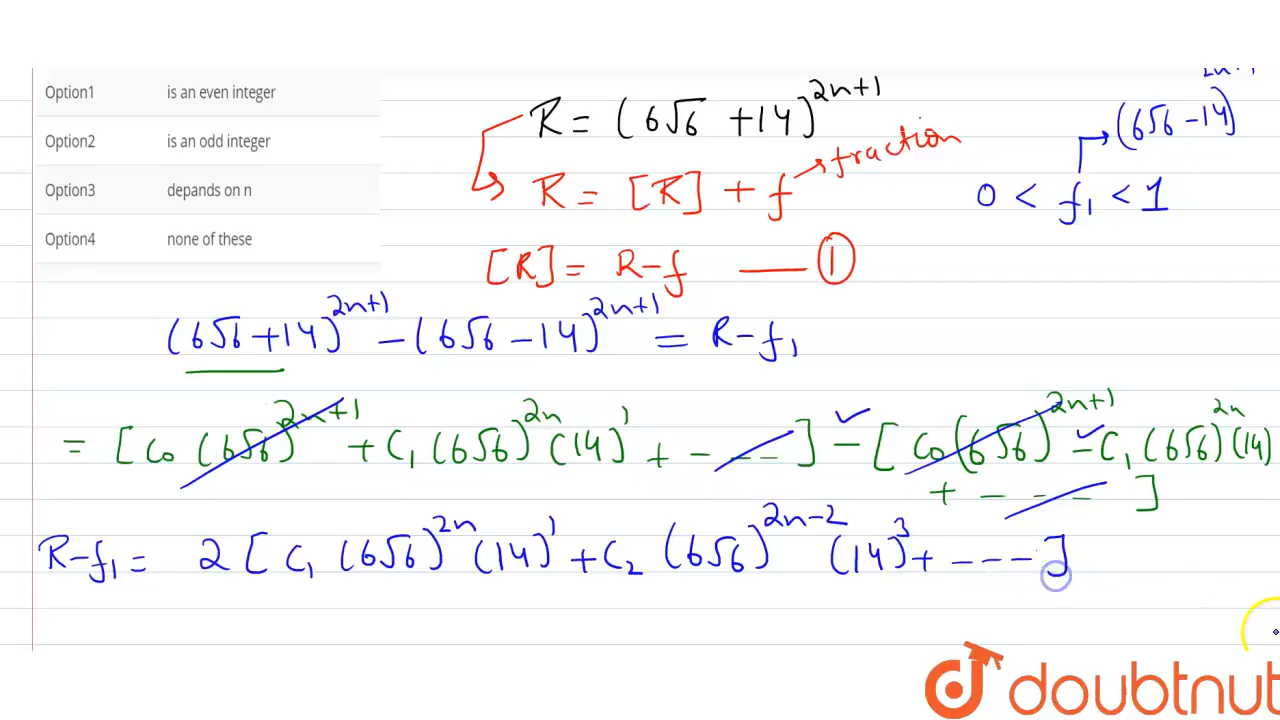 Option1 is an even integer
Option2 is an odd integer
Option3 depands on n
Option4 none of these
R = (6√6 + 14)^2n+1
(6√6 - 14)^2n+1
R = [R] + f → fraction
0 < f₁ < 1
[R] = R - f —— ①
(6√6 + 14)^2n+1 - (6√6 - 14)^2n+1 = R - f₁
= [C₀ (6√6)^2n+1 + C₁ (6√6)^2n (14)^1 + - - -] - [C₀ (6√6)^2n+1 - C₁ (6√6)^2n (14)
+ - - - ]
R - f₁ = 2 [C₁ (6√6)^2n (14)^1 + C₂ (6√6)^2n-2 (14)^3 + - - - ]
doubtnut